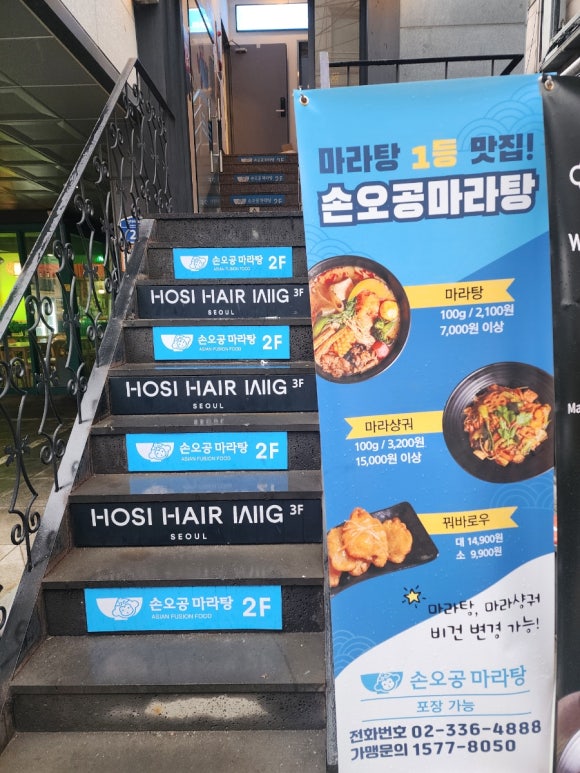 마라탕 1등 맛집!
손오공마라탕
마라탕
100g / 2,100원
7,000원 이상
마라샹궈
100g / 3,200원
15,000원 이상
꿔바로우
대 14,900원
소 9,900원
마라탕, 마라샹궈
비건 변경 가능!
손오공 마라탕
포장 가능
전화번호 02-336-4888
가맹문의 1577-8050
손오공 마라탕 2F
ASIAN FUSION FOOD
HOSI HAIR 3F
SEOUL
손오공 마라탕 2F
ASIAN FUSION FOOD
HOSI HAIR 3F
SEOUL
손오공 마라탕 2F
ASIAN FUSION FOOD
HOSI HAIR 3F
SEOUL
손오공 마라탕 2F
ASIAN FUSION FOOD